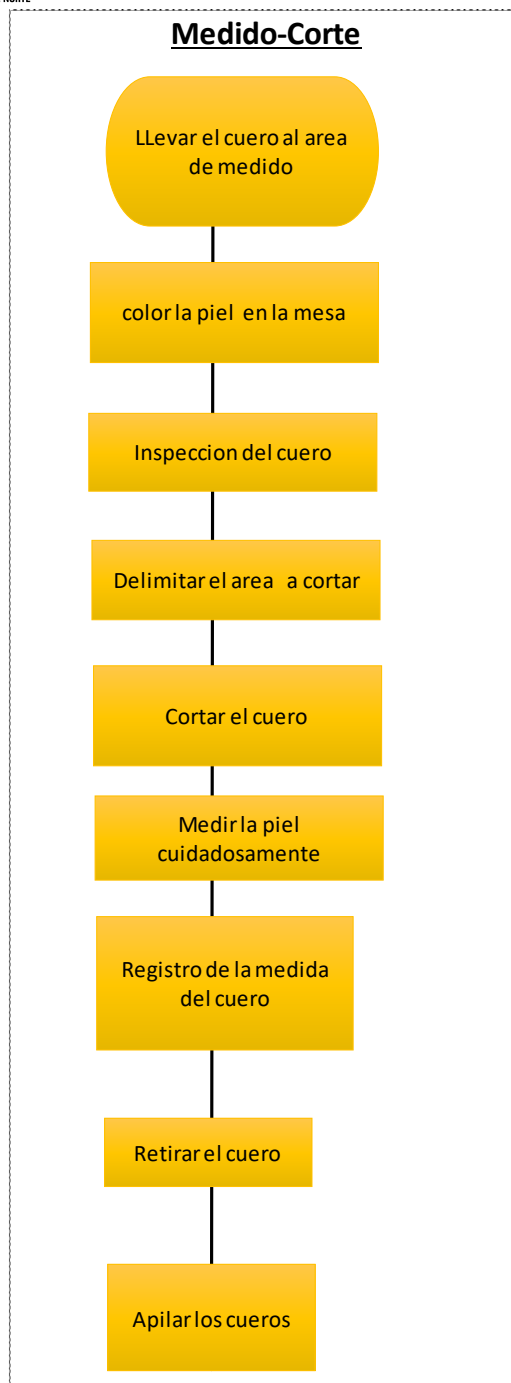 Medido-Corte
LLevar el cuero al area
de medido
color la piel en la mesa
Inspeccion del cuero
Delimitar el area a cortar
Cortar el cuero
Medir la piel
cuidadosamente
Registro de la medida
del cuero
Retirar el cuero
Apilar los cueros